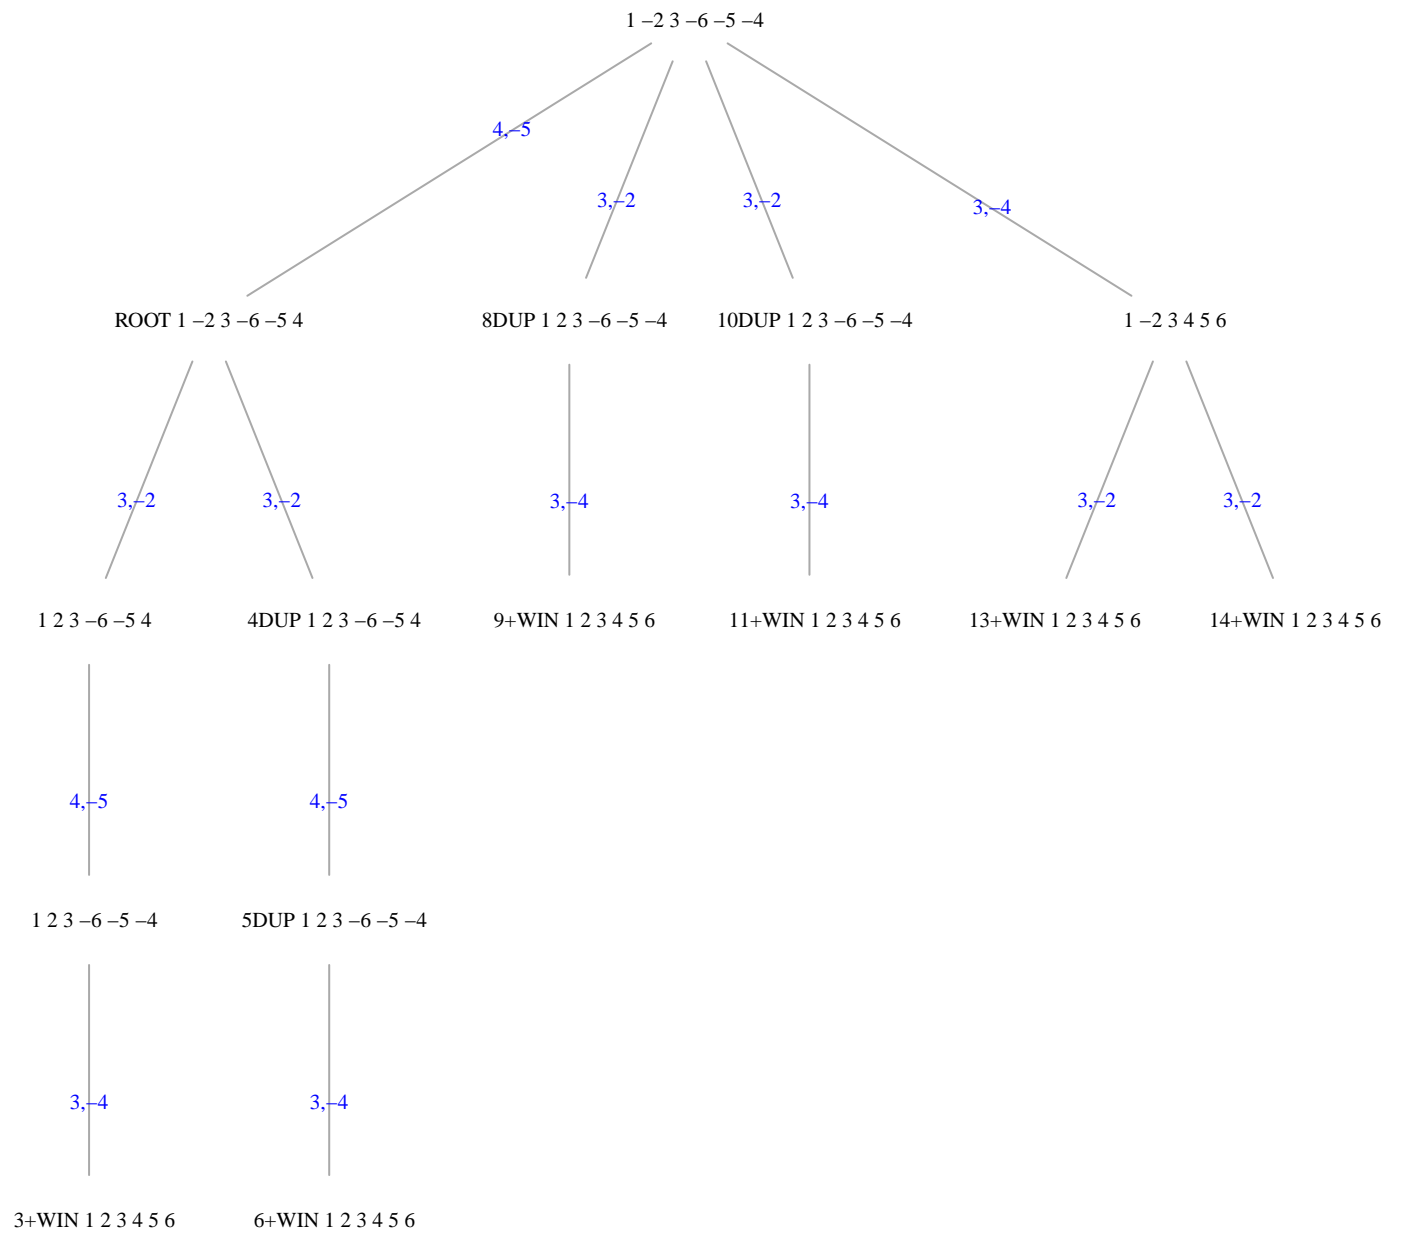 1 –2 3 –6 –5 –4
4,–5
3,–2
3,–2
3,–4
ROOT 1 –2 3 –6 –5 4
8DUP 1 2 3 –6 –5 –4
10DUP 1 2 3 –6 –5 –4
1 –2 3 4 5 6
3,–2
3,–2
3,–4
3,–4
3,–2
3,–2
1 2 3 –6 –5 4
4DUP 1 2 3 –6 –5 4
9+WIN 1 2 3 4 5 6
11+WIN 1 2 3 4 5 6
13+WIN 1 2 3 4 5 6
14+WIN 1 2 3 4 5 6
4,–5
4,–5
1 2 3 –6 –5 –4
5DUP 1 2 3 –6 –5 –4
3,–4
3,–4
3+WIN 1 2 3 4 5 6
6+WIN 1 2 3 4 5 6